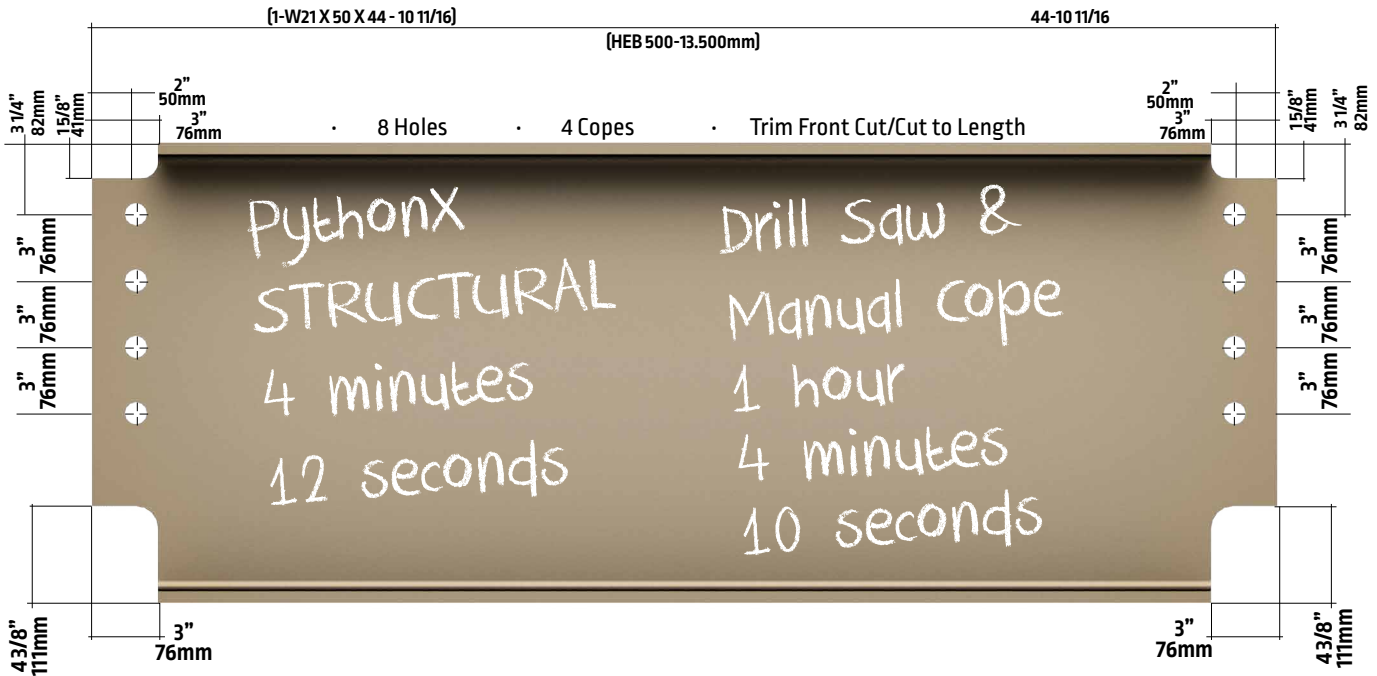 (1-W21 X 50 X 44 - 10 11/16)
44-10 11/16
(HEB 500-13.500mm)
3 1/4"
82mm
15/8"
41mm
2"
50mm
3"
76mm
· 8 Holes · 4 Copes · Trim Front Cut/Cut to Length
2"
50mm
3"
76mm
15/8"
41mm
3 1/4"
82mm
PythonX
STRUCTURAL
4 minutes
12 seconds
Drill Saw &
Manual cope
1 hour
4 minutes
10 seconds
3"
76mm
3"
76mm
3"
76mm
3"
76mm
3"
76mm
3"
76mm
4 3/8"
111mm
3"
76mm
3"
76mm
4 3/8"
111mm